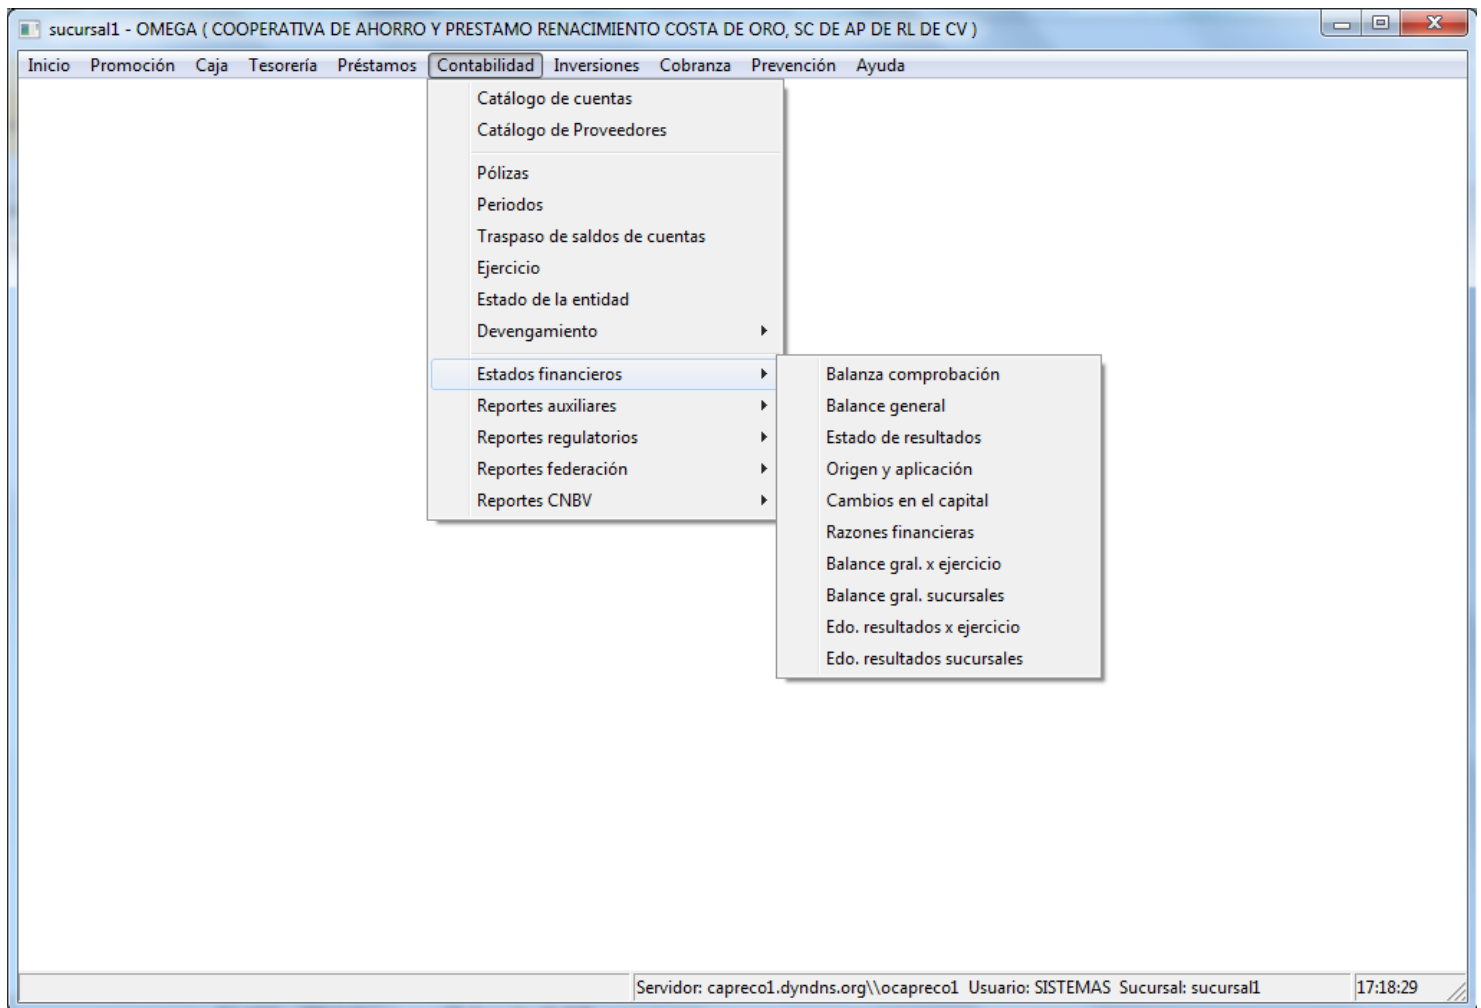 sucursal1 - OMEGA ( COOPERATIVA DE AHORRO Y PRESTAMO RENACIMIENTO COSTA DE ORO, SC DE AP DE RL DE CV )
Inicio Promoción Caja Tesorería Préstamos Contabilidad Inversiones Cobranza Prevención Ayuda
Catálogo de cuentas
Catálogo de Proveedores
Pólizas
Periodos
Traspaso de saldos de cuentas
Ejercicio
Estado de la entidad
Devengamiento
Estados financieros
Reportes auxiliares
Reportes regulatorios
Reportes federación
Reportes CNBV
Balanza comprobación
Balance general
Estado de resultados
Origen y aplicación
Cambios en el capital
Razones financieras
Balance gral. x ejercicio
Balance gral. sucursales
Edo. resultados x ejercicio
Edo. resultados sucursales
Servidor: capreco1.dyndns.org\\ocapreco1 Usuario: SISTEMAS Sucursal: sucursal1 17:18:29